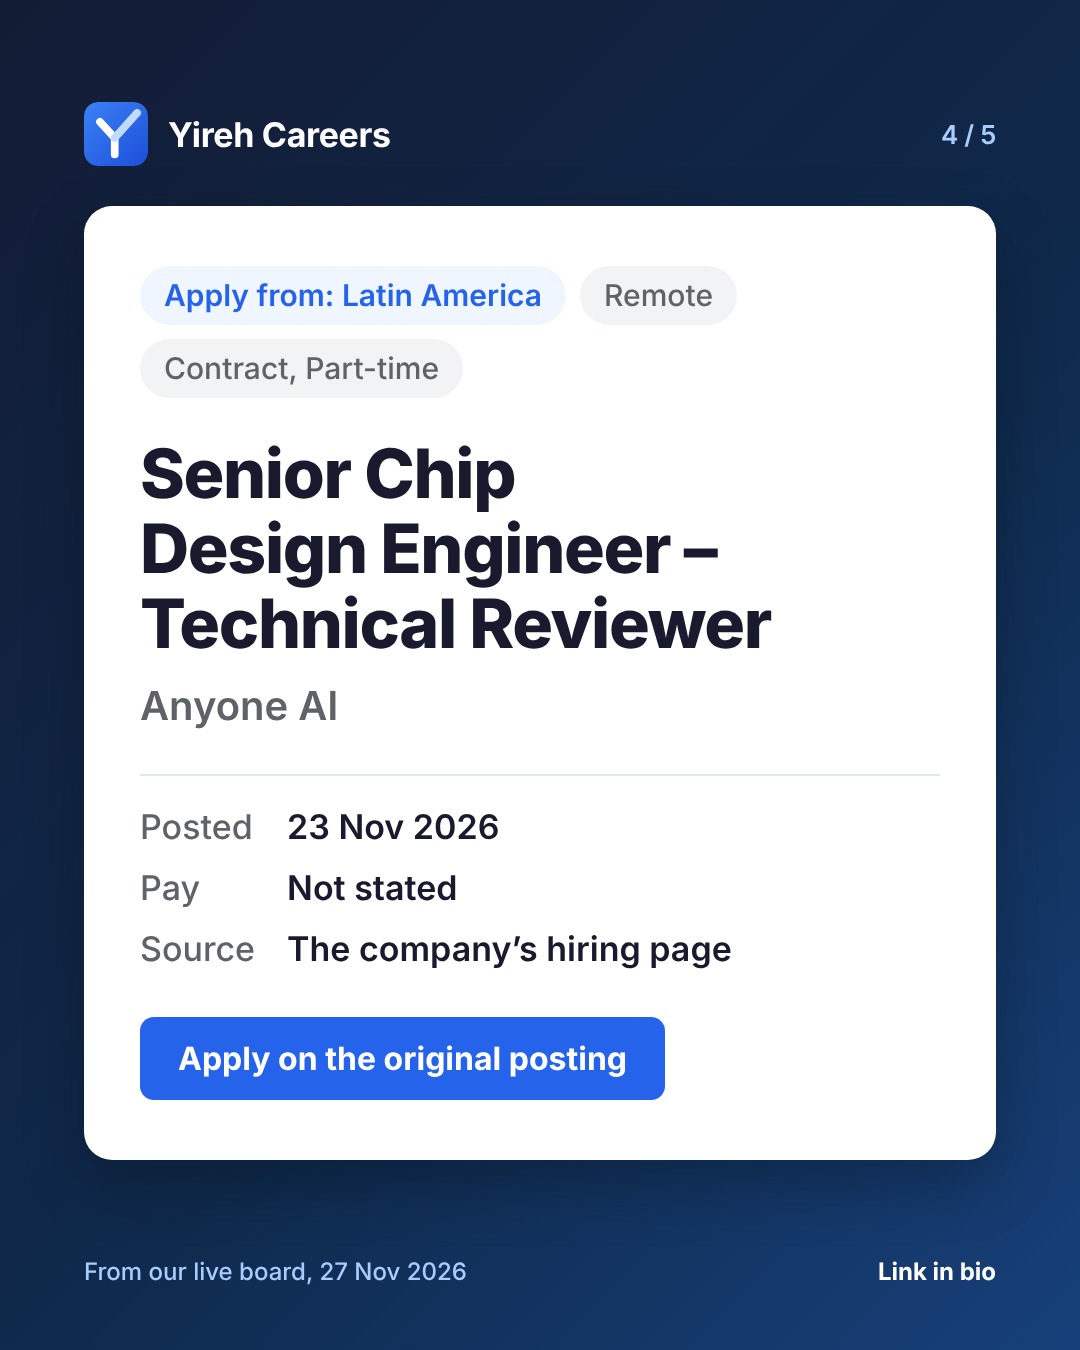 Yireh Careers
4 / 5
Apply from: Latin America
Remote
Contract, Part-time
Senior Chip
Design Engineer –
Technical Reviewer
Anyone AI
Posted 23 Nov 2026
Pay Not stated
Source The company’s hiring page
Apply on the original posting
From our live board, 27 Nov 2026
Link in bio